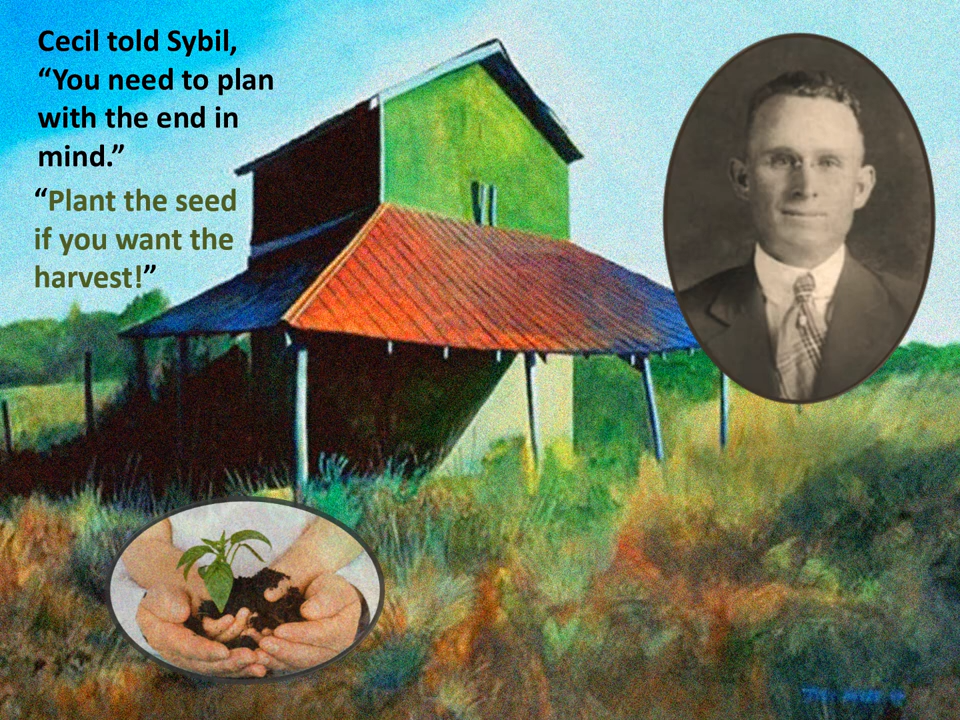 Cecil told Sybil,
“You need to plan
with the end in
mind.”
“Plant the seed
if you want the
harvest!”